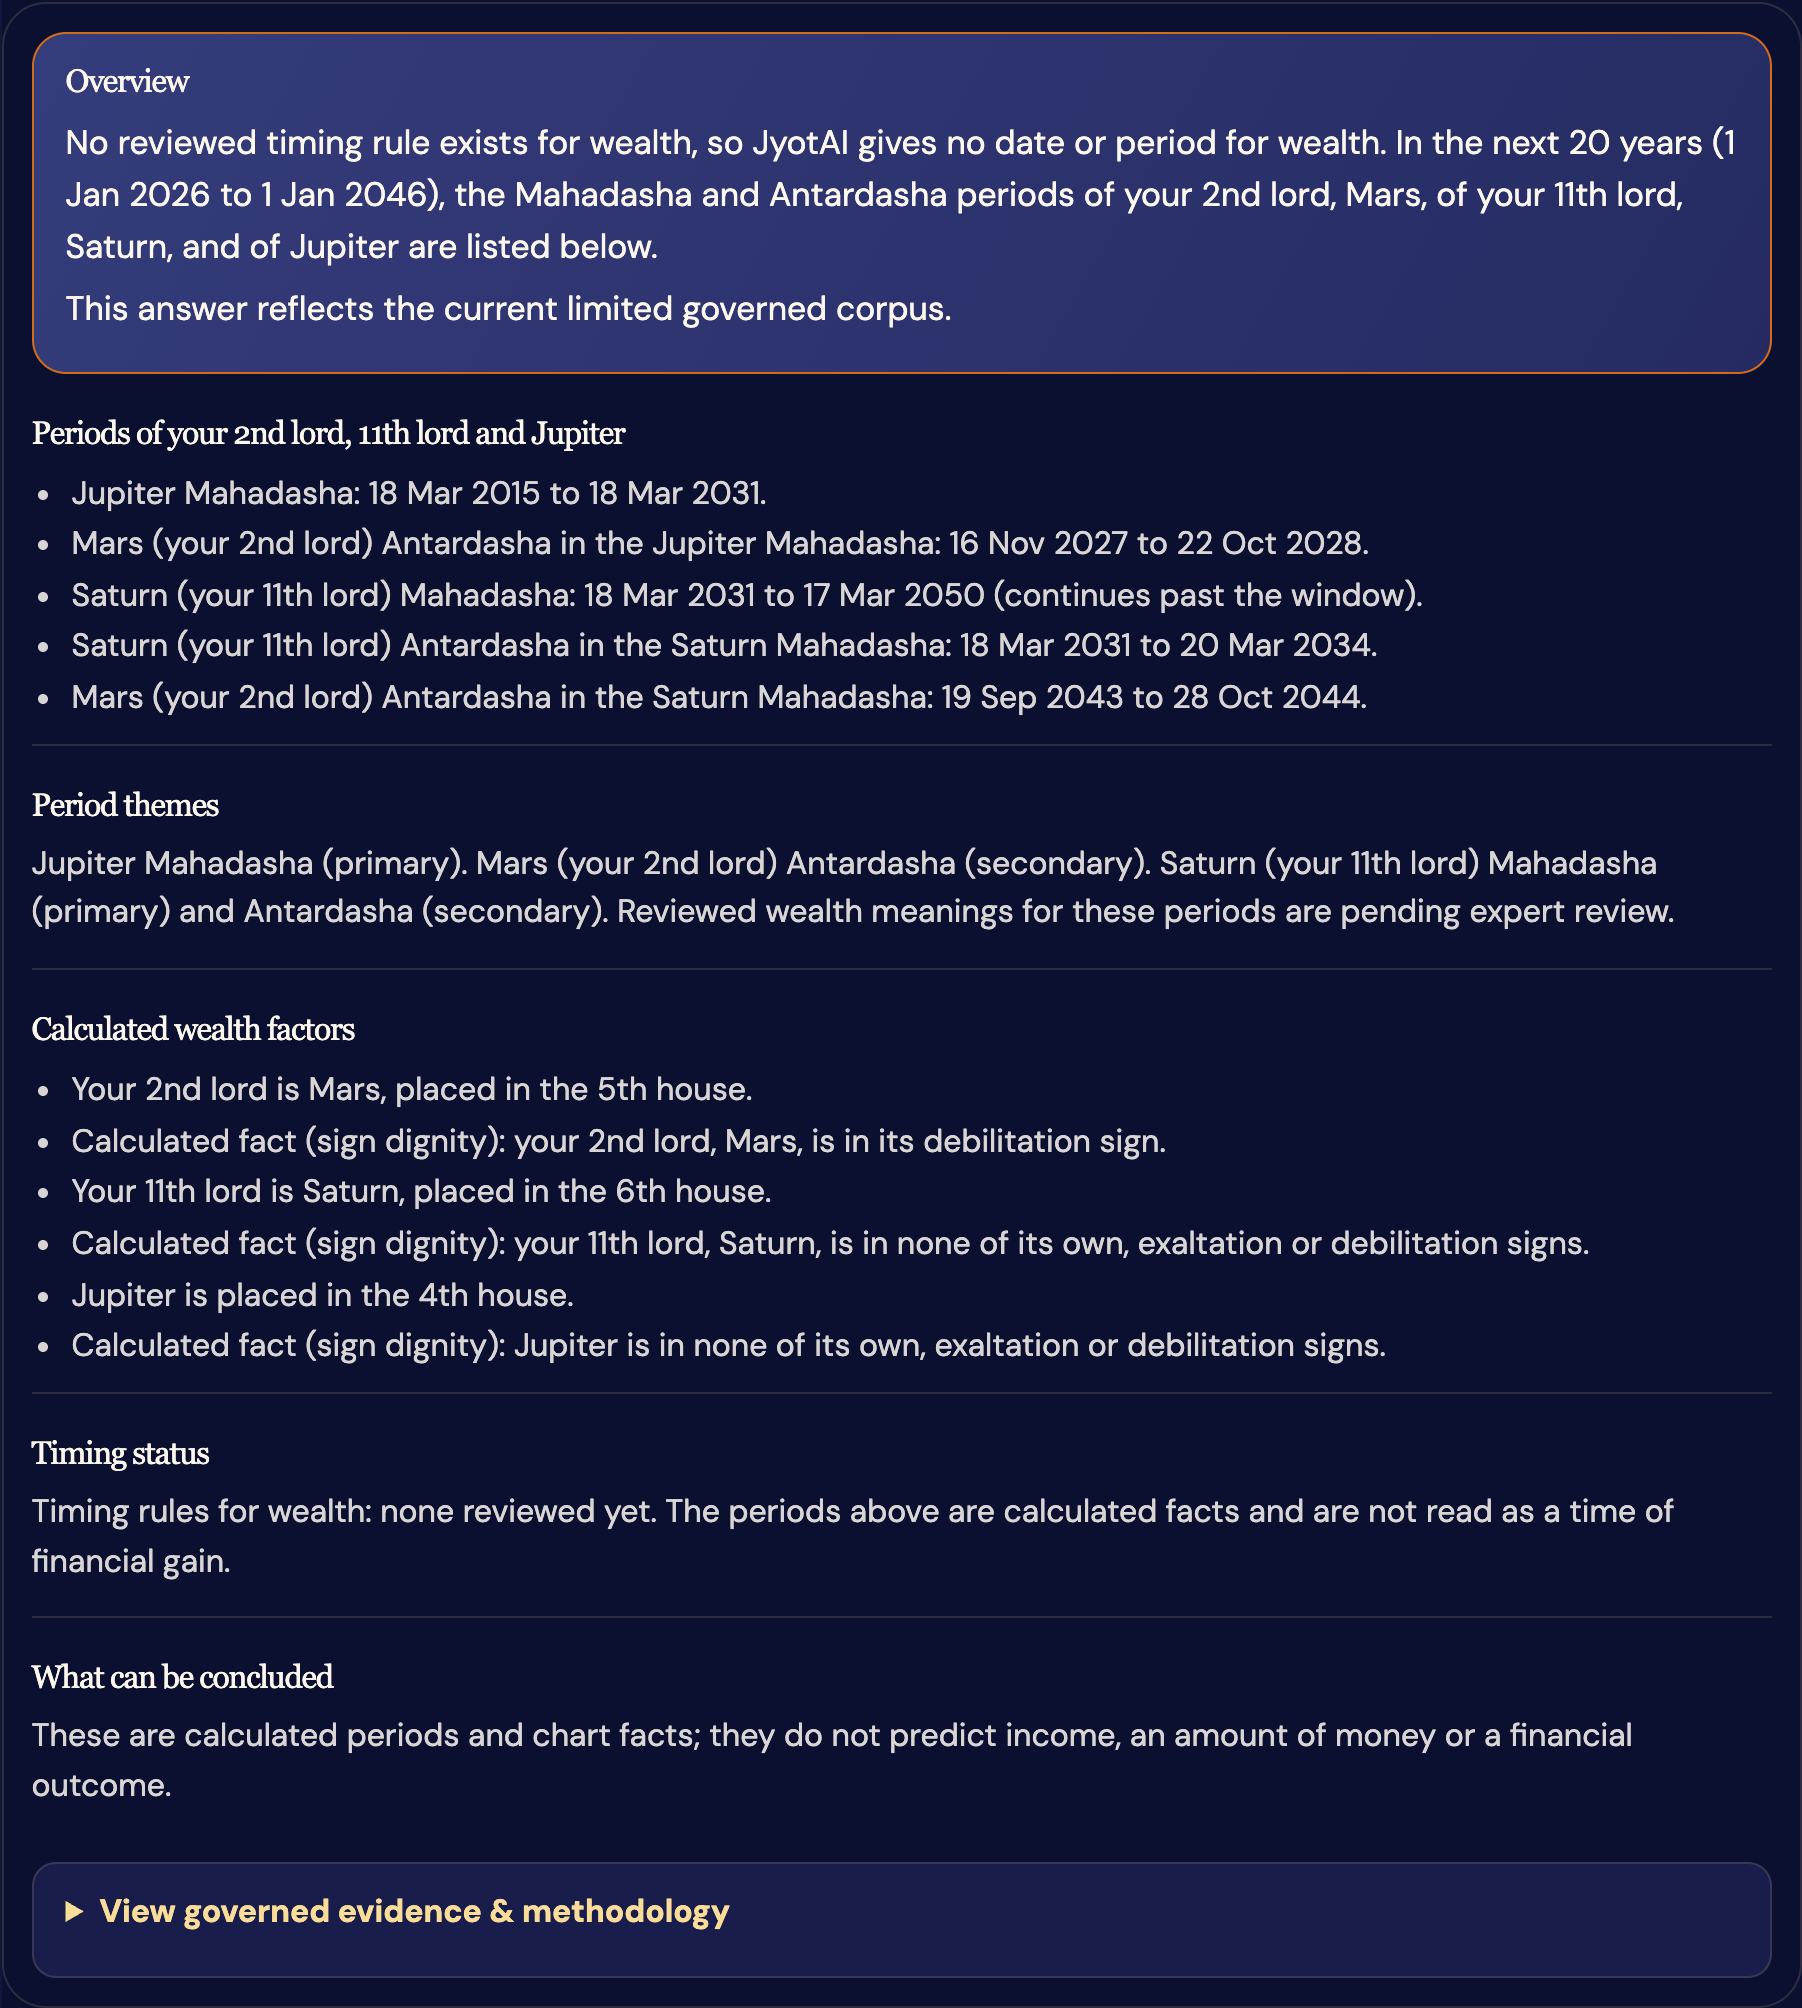 Overview
No reviewed timing rule exists for wealth, so JyotAI gives no date or period for wealth. In the next 20 years (1
Jan 2026 to 1 Jan 2046), the Mahadasha and Antardasha periods of your 2nd lord, Mars, of your 11th lord,
Saturn, and of Jupiter are listed below.
This answer reflects the current limited governed corpus.
Periods of your 2nd lord, 11th lord and Jupiter
• Jupiter Mahadasha: 18 Mar 2015 to 18 Mar 2031.
• Mars (your 2nd lord) Antardasha in the Jupiter Mahadasha: 16 Nov 2027 to 22 Oct 2028.
• Saturn (your 11th lord) Mahadasha: 18 Mar 2031 to 17 Mar 2050 (continues past the window).
• Saturn (your 11th lord) Antardasha in the Saturn Mahadasha: 18 Mar 2031 to 20 Mar 2034.
• Mars (your 2nd lord) Antardasha in the Saturn Mahadasha: 19 Sep 2043 to 28 Oct 2044.
Period themes
Jupiter Mahadasha (primary). Mars (your 2nd lord) Antardasha (secondary). Saturn (your 11th lord) Mahadasha
(primary) and Antardasha (secondary). Reviewed wealth meanings for these periods are pending expert review.
Calculated wealth factors
• Your 2nd lord is Mars, placed in the 5th house.
• Calculated fact (sign dignity): your 2nd lord, Mars, is in its debilitation sign.
• Your 11th lord is Saturn, placed in the 6th house.
• Calculated fact (sign dignity): your 11th lord, Saturn, is in none of its own, exaltation or debilitation signs.
• Jupiter is placed in the 4th house.
• Calculated fact (sign dignity): Jupiter is in none of its own, exaltation or debilitation signs.
Timing status
Timing rules for wealth: none reviewed yet. The periods above are calculated facts and are not read as a time of
financial gain.
What can be concluded
These are calculated periods and chart facts; they do not predict income, an amount of money or a financial
outcome.
▶ View governed evidence & methodology